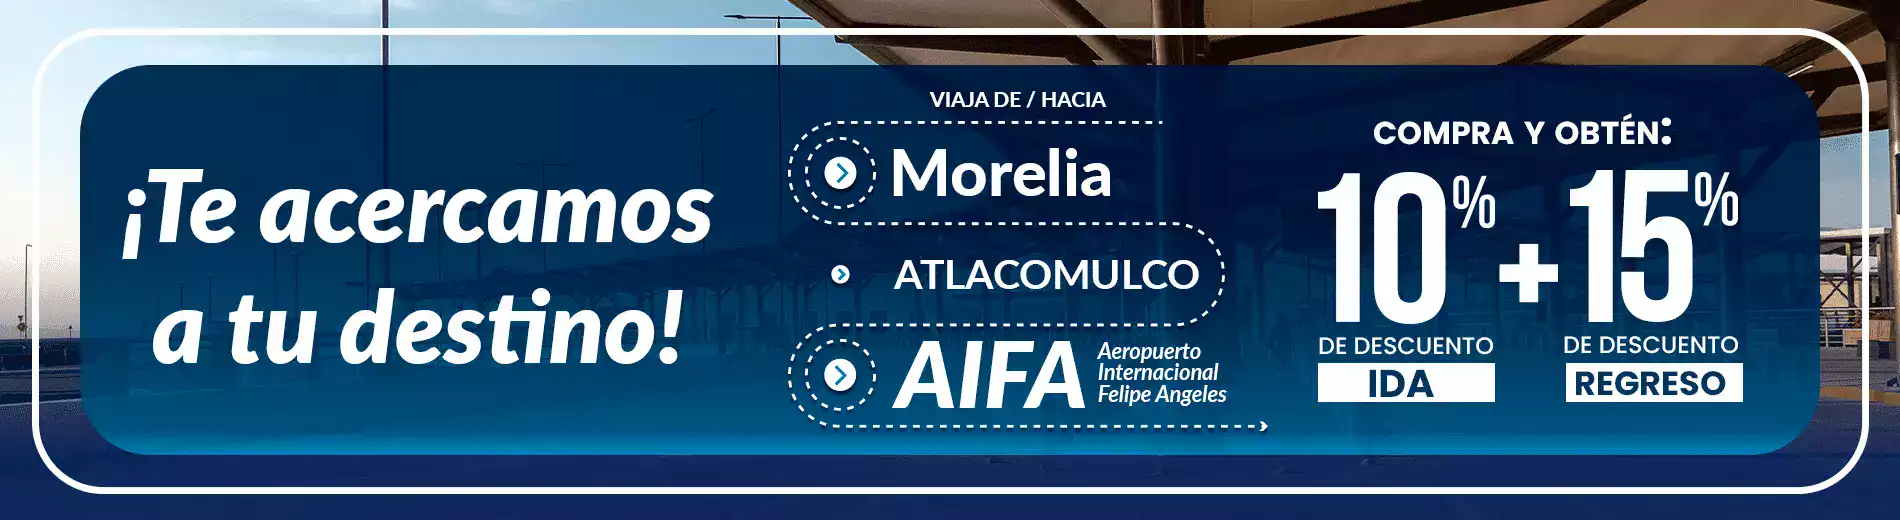 ¡Te acercamos
a tu destino!
VIAJA DE / HACIA
Morelia
ATLACOMULCO
AIFA
Aeropuerto
Internacional
Felipe Angeles
COMPRA Y OBTÉN:
10% + 15%
DE DESCUENTO DE DESCUENTO
IDA REGRESO